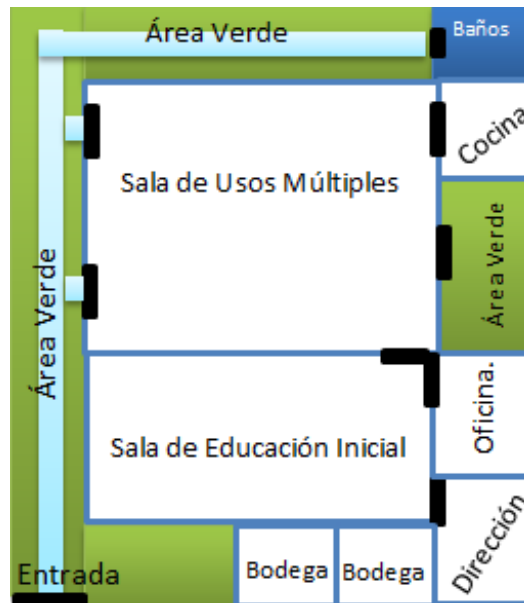 Área Verde
Baños
Cocina
Sala de Usos Múltiples
Área Verde
Área Verde
Oficina.
Sala de Educación Inicial
Dirección
Entrada
Bodega
Bodega